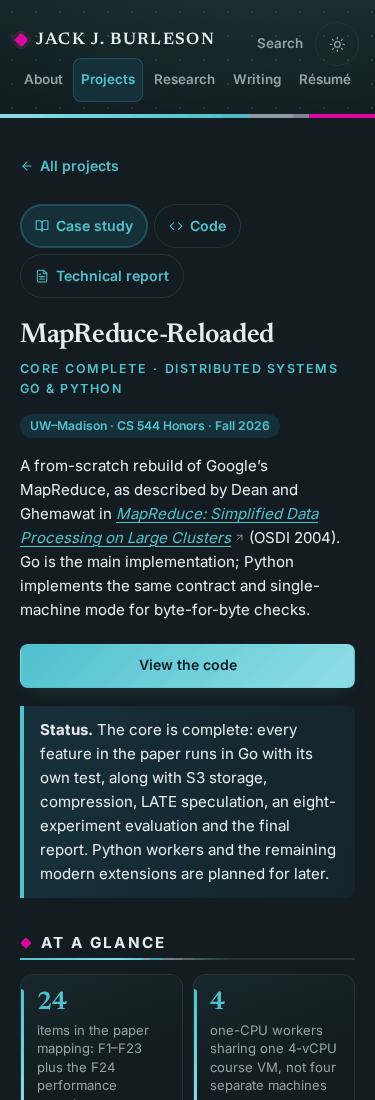 JACK J. BURLESON
Search
About
Projects
Research
Writing
Résumé
← All projects
Case study
Code
Technical report
MapReduce-Reloaded
CORE COMPLETE · DISTRIBUTED SYSTEMS
GO & PYTHON
UW–Madison · CS 544 Honors · Fall 2026
A from-scratch rebuild of Google's
MapReduce, as described by Dean and
Ghemawat in MapReduce: Simplified Data
Processing on Large Clusters ↗ (OSDI 2004).
Go is the main implementation; Python
implements the same contract and single-
machine mode for byte-for-byte checks.
View the code
Status. The core is complete: every
feature in the paper runs in Go with its
own test, along with S3 storage,
compression, LATE speculation, an eight-
experiment evaluation and the final
report. Python workers and the remaining
modern extensions are planned for later.
AT A GLANCE
24
items in the paper
mapping: F1–F23
plus the F24
performance
4
one-CPU workers
sharing one 4-vCPU
course VM, not four
separate machines